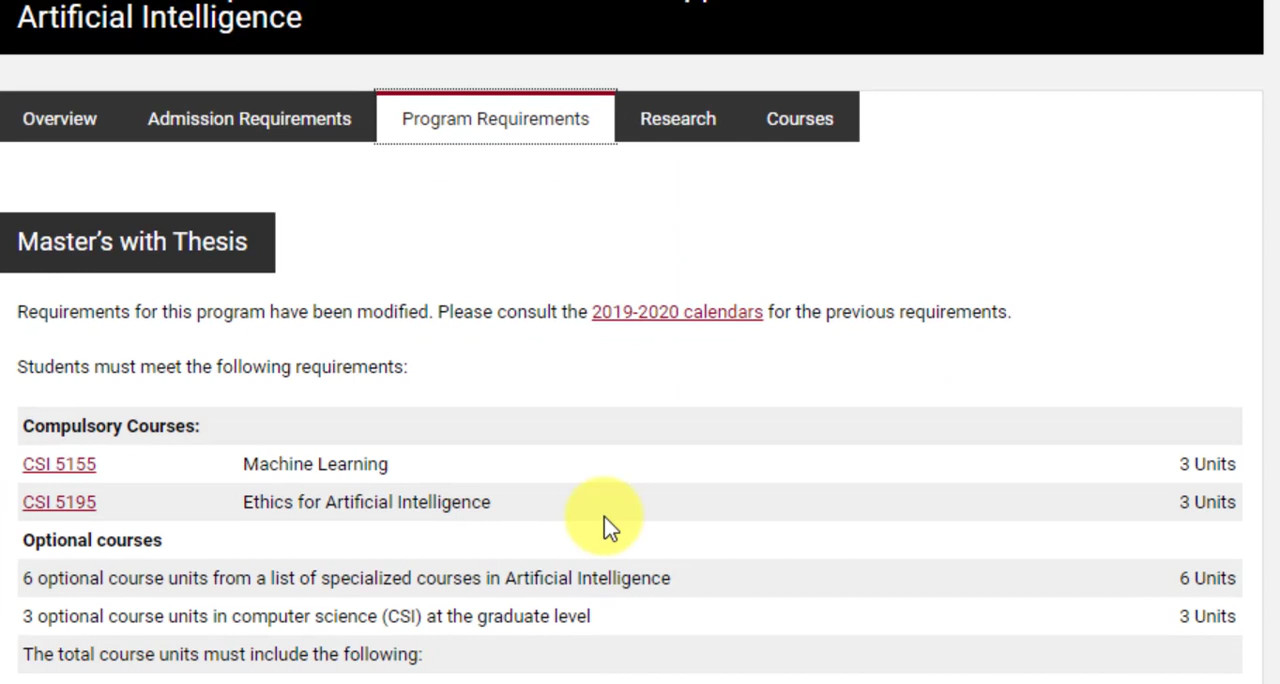 Artificial Intelligence
Overview Admission Requirements Program Requirements Research Courses
Master’s with Thesis
Requirements for this program have been modified. Please consult the 2019-2020 calendars for the previous requirements.
Students must meet the following requirements:
Compulsory Courses:
CSI 5155 Machine Learning 3 Units
CSI 5195 Ethics for Artificial Intelligence 3 Units
Optional courses
6 optional course units from a list of specialized courses in Artificial Intelligence 6 Units
3 optional course units in computer science (CSI) at the graduate level 3 Units
The total course units must include the following: